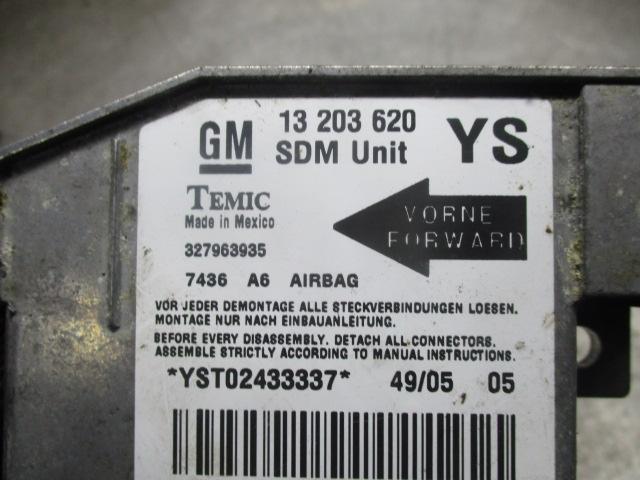 GM 13 203 620 YS
SDM Unit
TEMIC
Made in Mexico
VORNE
FORWARD
327963935
7436 A6 AIRBAG
VOR JEDER DEMONTAGE ALLE STECKVERBINDUNGEN LOESEN.
MONTAGE NUR NACH EINBAUANLEITUNG.
BEFORE EVERY DISASSEMBLY. DETACH ALL CONNECTORS.
ASSEMBLE STRICTLY ACCORDING TO MANUAL INSTRUCTIONS.
*YST02433337* 49/05 05